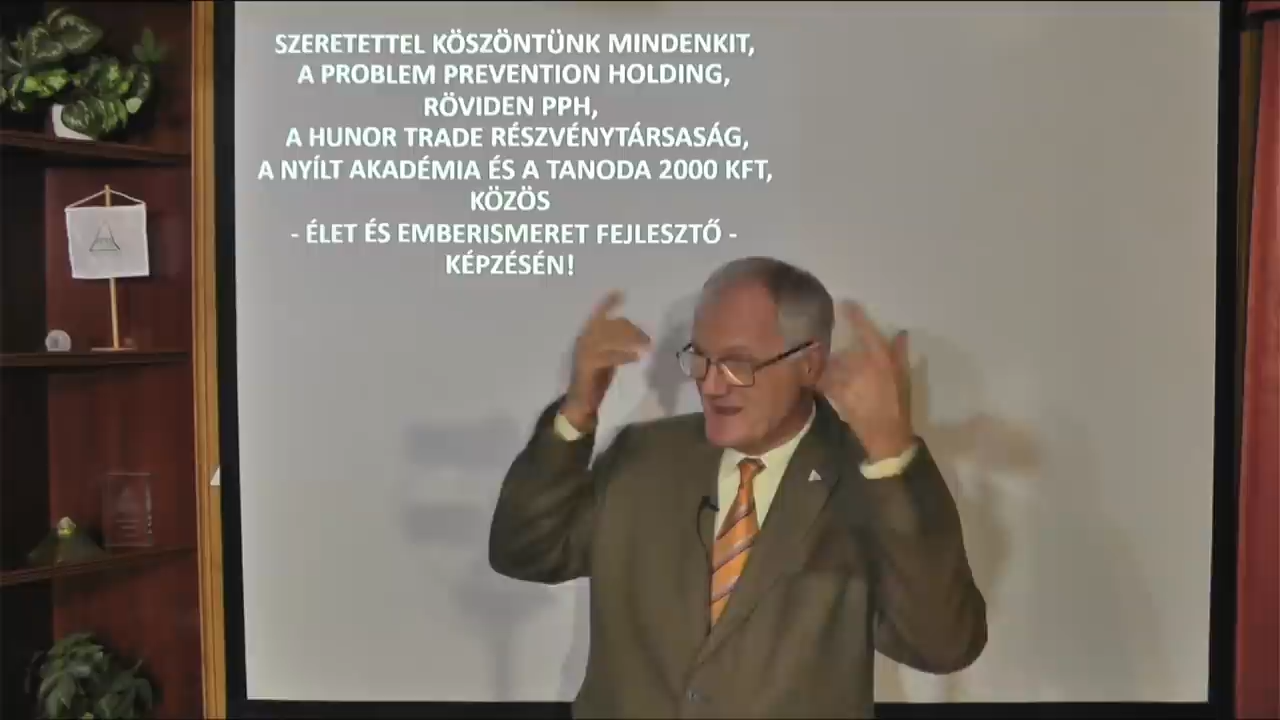 SZERETETTEL KÖSZÖNTÜNK MINDENKIT,
A PROBLEM PREVENTION HOLDING,
RÖVIDEN PPH,
A HUNOR TRADE RÉSZVÉNYTÁRSASÁG,
A NYÍLT AKADÉMIA ÉS A TANODA 2000 KFT,
KÖZÖS
- ÉLET ÉS EMBERISMERET FEJLESZTŐ -
KÉPZÉSÉN!